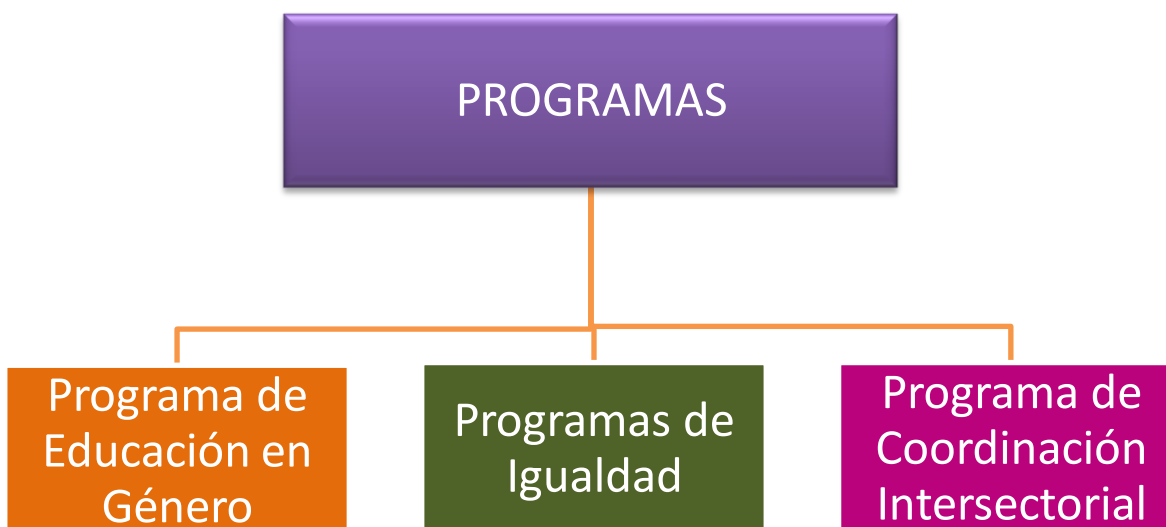 PROGRAMAS
Programa de
Educación en
Género
Programas de
Igualdad
Programa de
Coordinación
Intersectorial